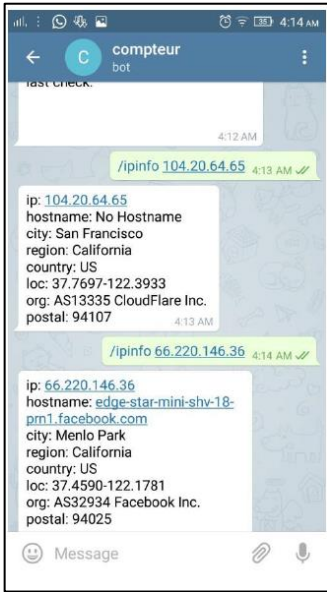 35 4:14 AM
C
compteur
bot
last check.
4:12 AM
/ipinfo 104.20.64.65 4:13 AM
ip: 104.20.64.65
hostname: No Hostname
city: San Francisco
region: California
country: US
loc: 37.7697-122.3933
org: AS13335 CloudFlare Inc.
postal: 94107 4:13 AM
/ipinfo 66.220.146.36 4:14 AM
ip: 66.220.146.36
hostname: edge-star-mini-shv-18-
prn1.facebook.com
city: Menlo Park
region: California
country: US
loc: 37.4590-122.1781
org: AS32934 Facebook Inc.
postal: 94025
Message